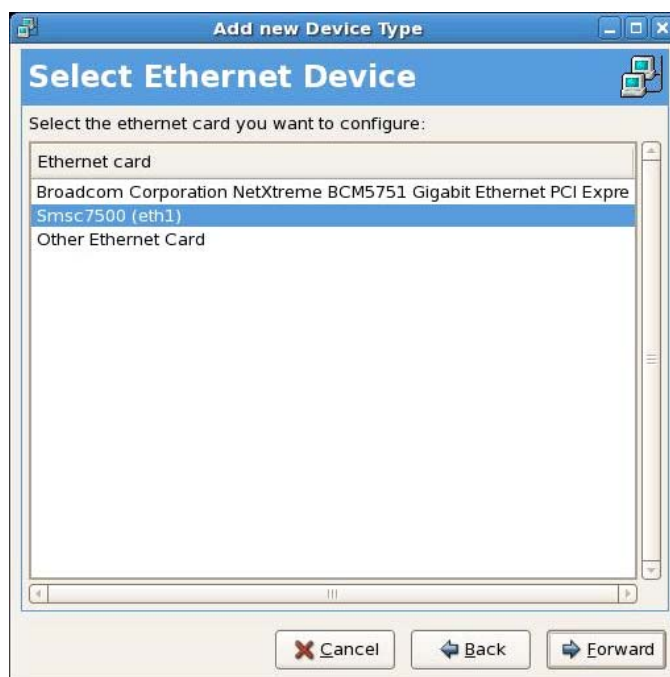 Add new Device Type
Select Ethernet Device
Select the ethernet card you want to configure:
Ethernet card
Broadcom Corporation NetXtreme BCM5751 Gigabit Ethernet PCI Expre
Smsc7500 (eth1)
Other Ethernet Card
Cancel Back Forward